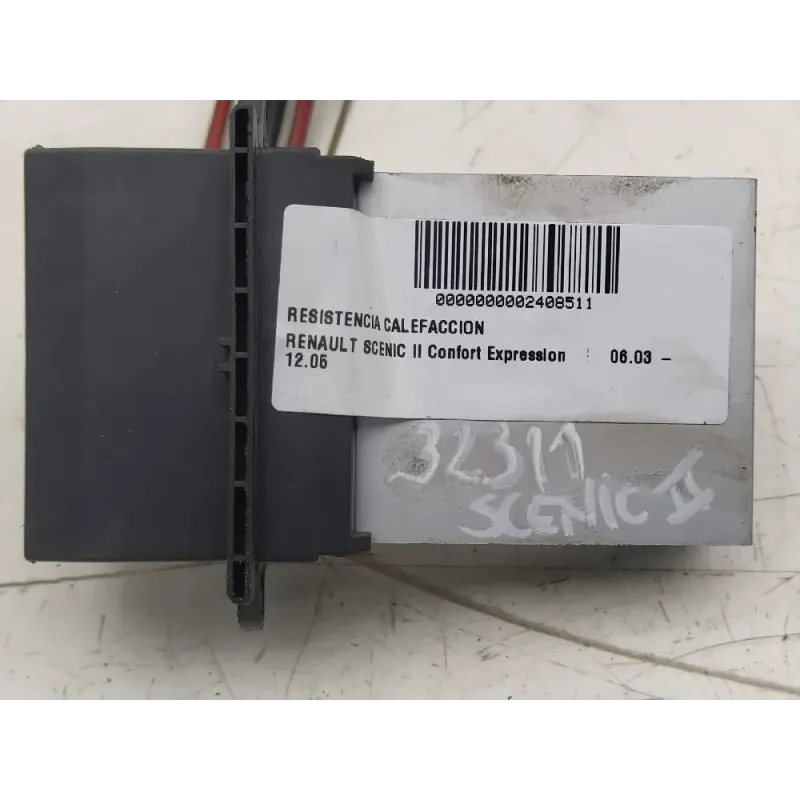 0000000002408511
RESISTENCIA CALEFACCION
RENAULT SCENIC II Confort Expression : 06.03 -
12.05
32311
SCENIC II